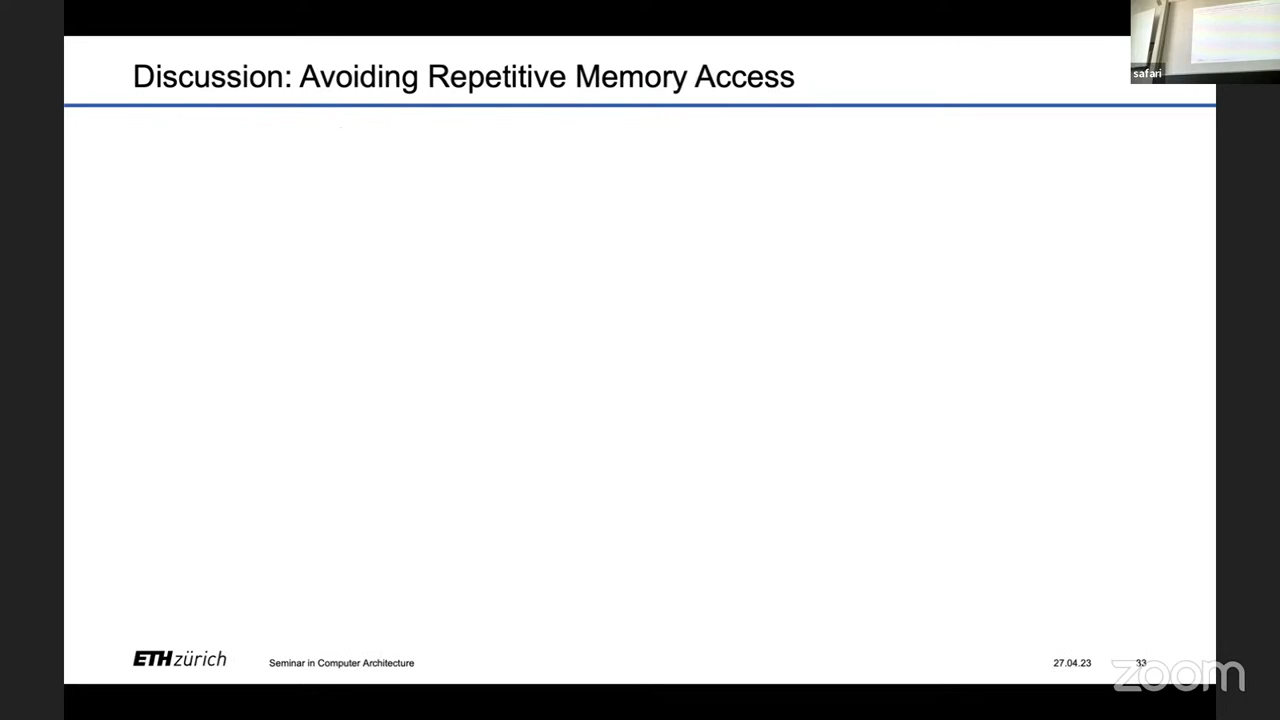 safari
Discussion: Avoiding Repetitive Memory Access
ETH zürich
Seminar in Computer Architecture
27.04.23
33
zoom